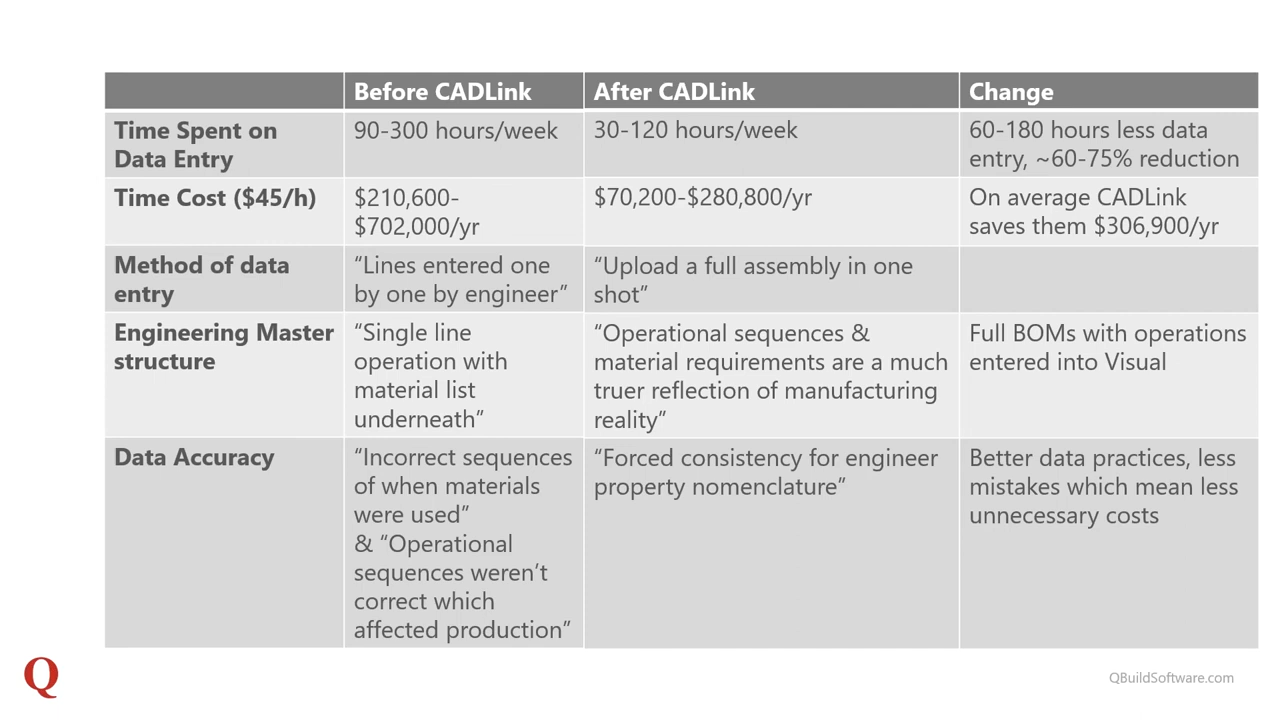 Before CADLink
After CADLink
Change
Time Spent on
Data Entry
90-300 hours/week
30-120 hours/week
60-180 hours less data
entry, ~60-75% reduction
Time Cost ($45/h)
$210,600-
$702,000/yr
$70,200-$280,800/yr
On average CADLink
saves them $306,900/yr
Method of data
entry
“Lines entered one
by one by engineer”
“Upload a full assembly in one
shot”
Engineering Master
structure
“Single line
operation with
material list
underneath”
“Operational sequences &
material requirements are a much
truer reflection of manufacturing
reality”
Full BOMs with operations
entered into Visual
Data Accuracy
“Incorrect sequences
of when materials
were used”
& “Operational
sequences weren’t
correct which
affected production”
“Forced consistency for engineer
property nomenclature”
Better data practices, less
mistakes which mean less
unnecessary costs
Q
QBuildSoftware.com